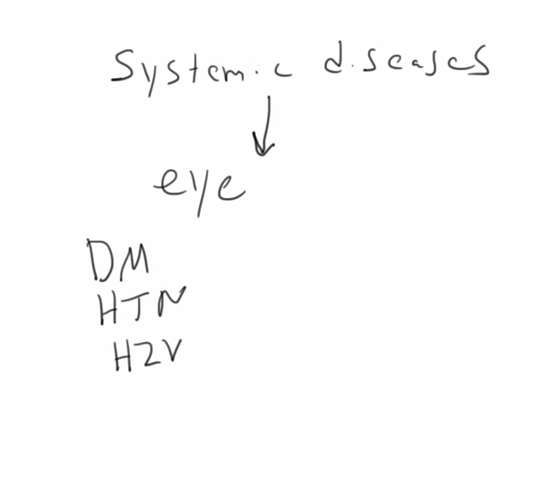 Systemic diseases
↓
eye
DM
HTN
HZV